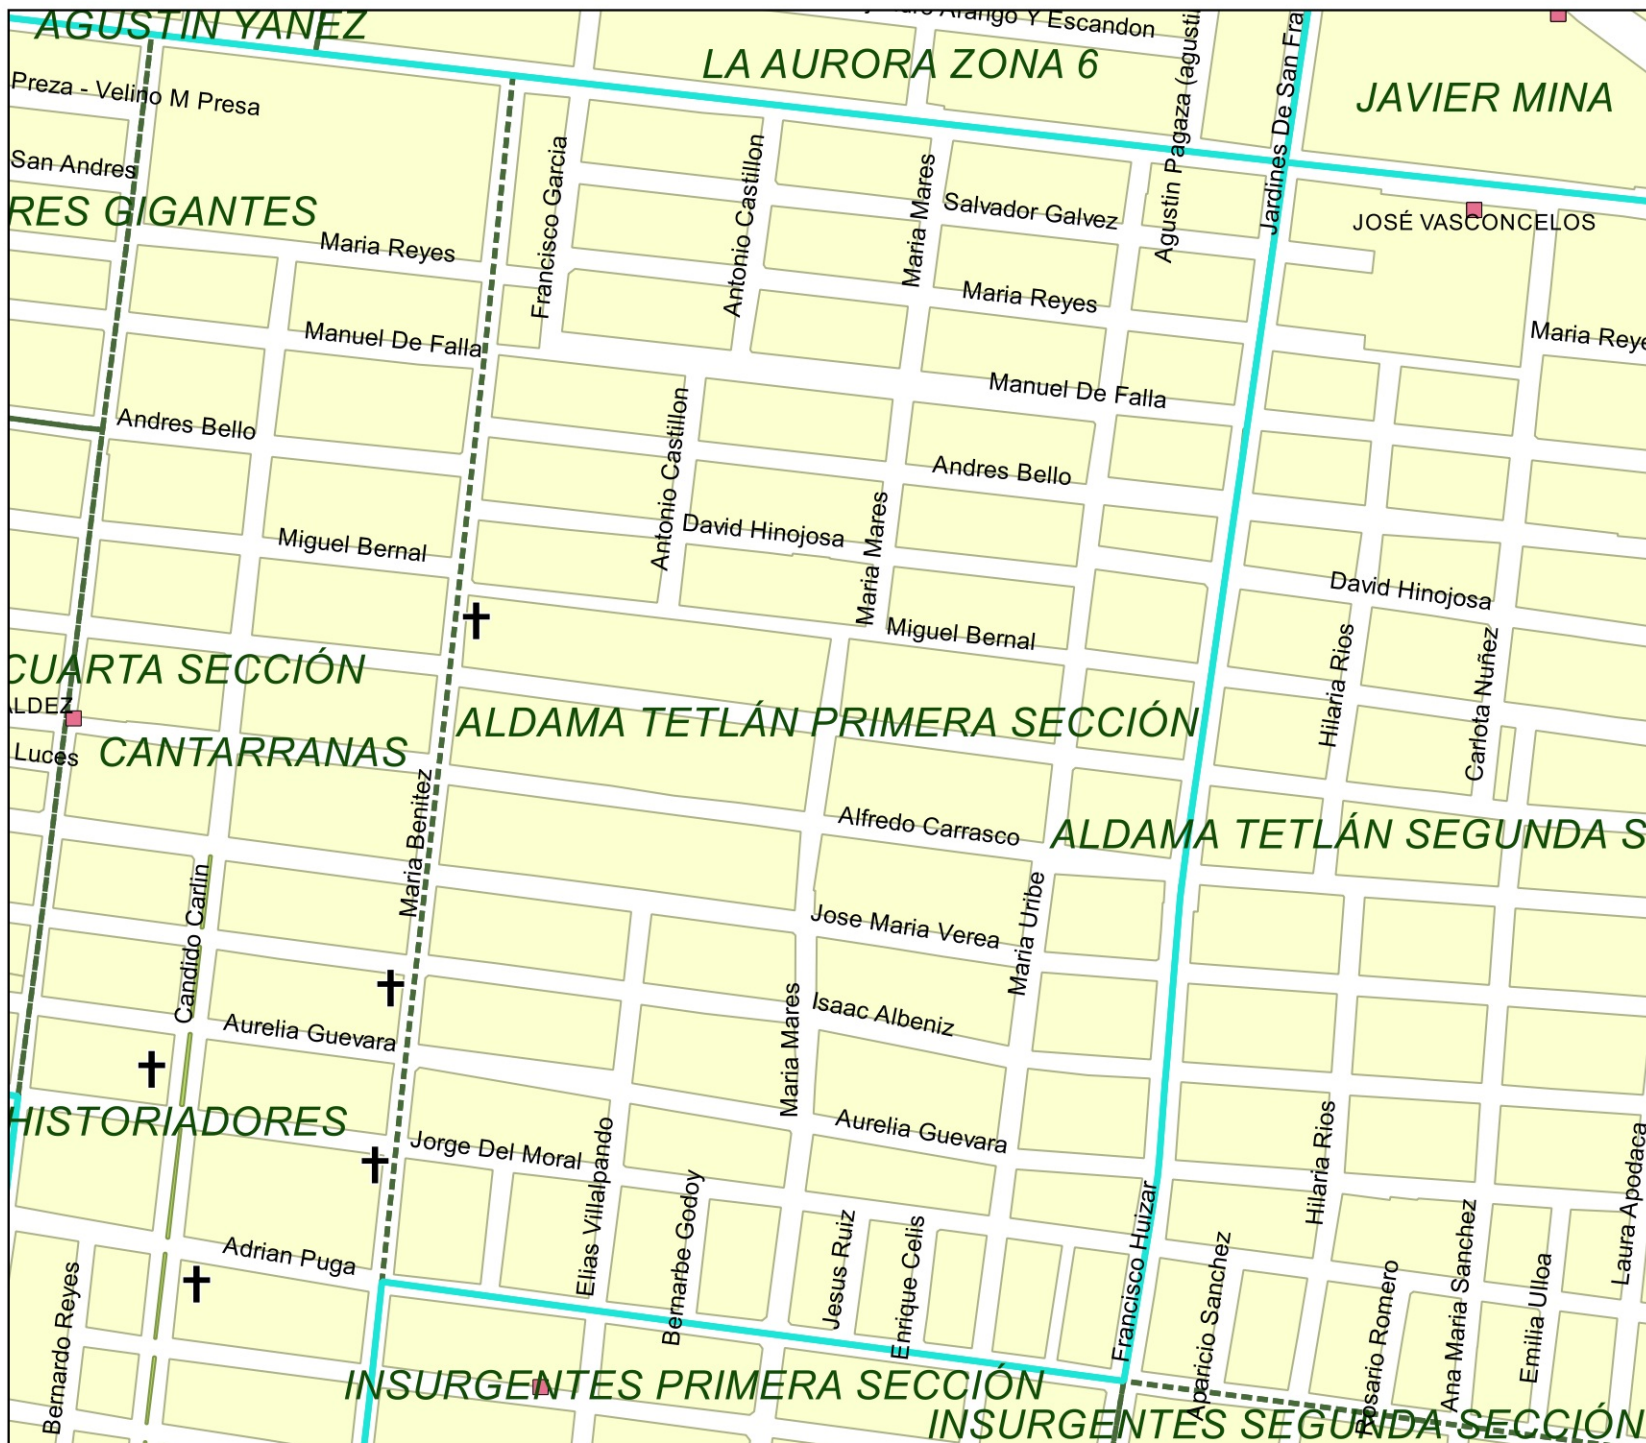 AGUSTIN YAÑEZ
Arango Y Escandon
LA AURORA ZONA 6
JAVIER MINA
Preza - Velino M Presa
San Andres
RES GIGANTES
Maria Reyes
Francisco Garcia
Antonio Castillon
Maria Mares
Salvador Galvez
Agustin Pagaza (agusti
Jardines De San Fra
JOSÉ VASCONCELOS
Maria Reyes
Maria Reye
Manuel De Falla
Manuel De Falla
Andres Bello
Antonio Castillon
Andres Bello
Miguel Bernal
David Hinojosa
Maria Mares
David Hinojosa
Miguel Bernal
Hilaria Rios
Carlota Nuñez
CUARTA SECCIÓN
ALDEZ
Luces
CANTARRANAS
ALDAMA TETLÁN PRIMERA SECCIÓN
Maria Benitez
Alfredo Carrasco
ALDAMA TETLÁN SEGUNDA S
Candido Carlin
Jose Maria Verea
Maria Uribe
Isaac Albeniz
Maria Mares
Aurelia Guevara
HISTORIADORES
Jorge Del Moral
Aurelia Guevara
Elias Villalpando
Bernarbe Godoy
Hilaria Rios
Laura Apodaca
Adrian Puga
Jesus Ruiz
Enrique Celis
Francisco Huizar
Aparicio Sanchez
Rosario Romero
Ana Maria Sanchez
Emilia Ulloa
Bernardo Reyes
INSURGENTES PRIMERA SECCIÓN
INSURGENTES SEGUNDA SECCIÓN